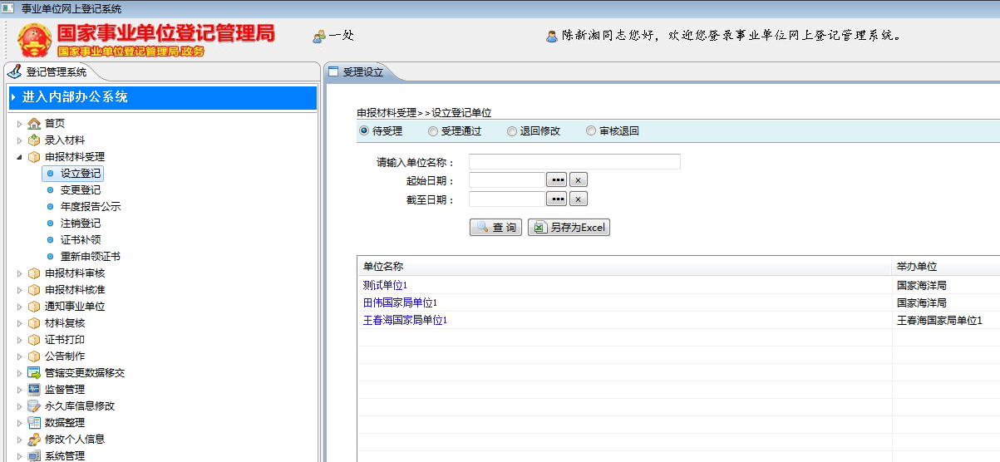 事业单位网上登记系统
国家事业单位登记管理局
国家事业单位登记管理局.政务
一处
陈新湘同志您好，欢迎您登录事业单位网上登记管理系统。
登记管理系统
进入内部办公系统
首页
录入材料
申报材料受理
设立登记
变更登记
年度报告公示
注销登记
证书补领
重新申领证书
申报材料审核
申报材料核准
通知事业单位
材料复核
证书打印
公告制作
管辖变更数据移交
监督管理
永久库信息修改
数据整理
修改个人信息
系统管理
受理设立
申报材料受理>>设立登记单位
待受理 受理通过 退回修改 审核退回
请输入单位名称：
起始日期：
截至日期：
查 询 另存为Excel
单位名称 举办单位
测试单位1 国家海洋局
田伟国家局单位1 国家海洋局
王春海国家局单位1 王春海国家局单位1